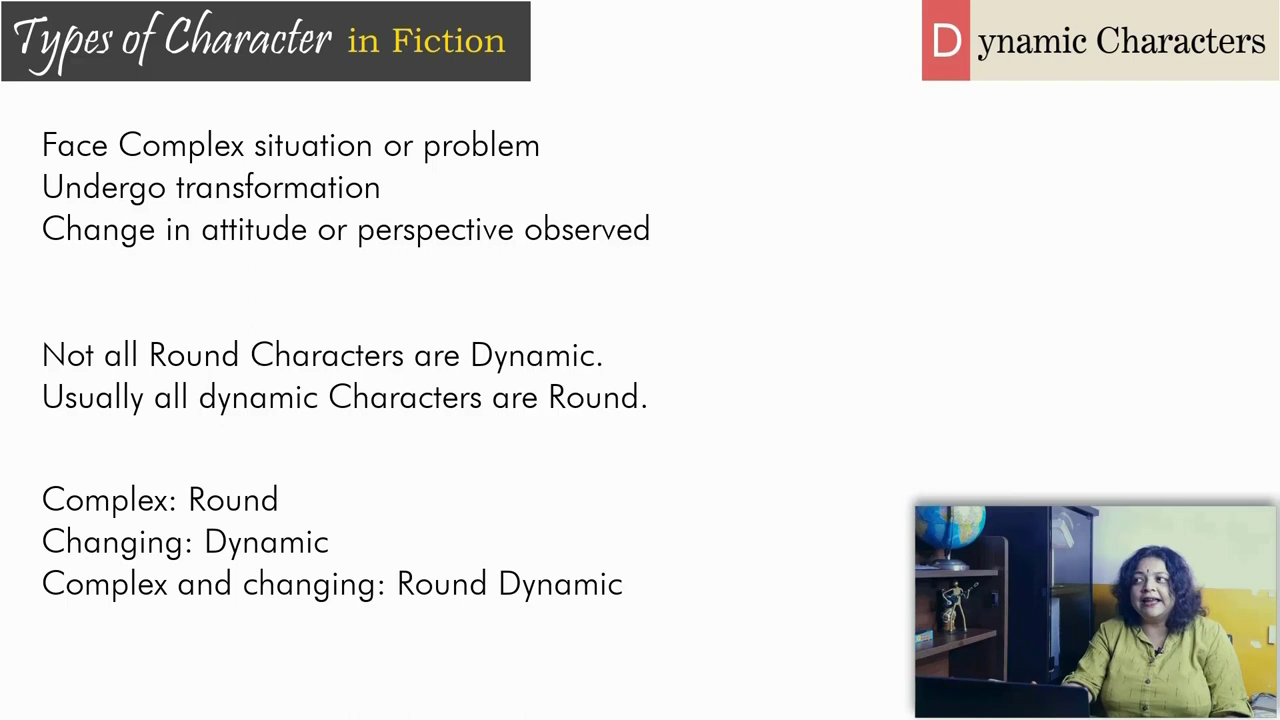 Types of Character in Fiction
Dynamic Characters
Face Complex situation or problem
Undergo transformation
Change in attitude or perspective observed
Not all Round Characters are Dynamic.
Usually all dynamic Characters are Round.
Complex: Round
Changing: Dynamic
Complex and changing: Round Dynamic